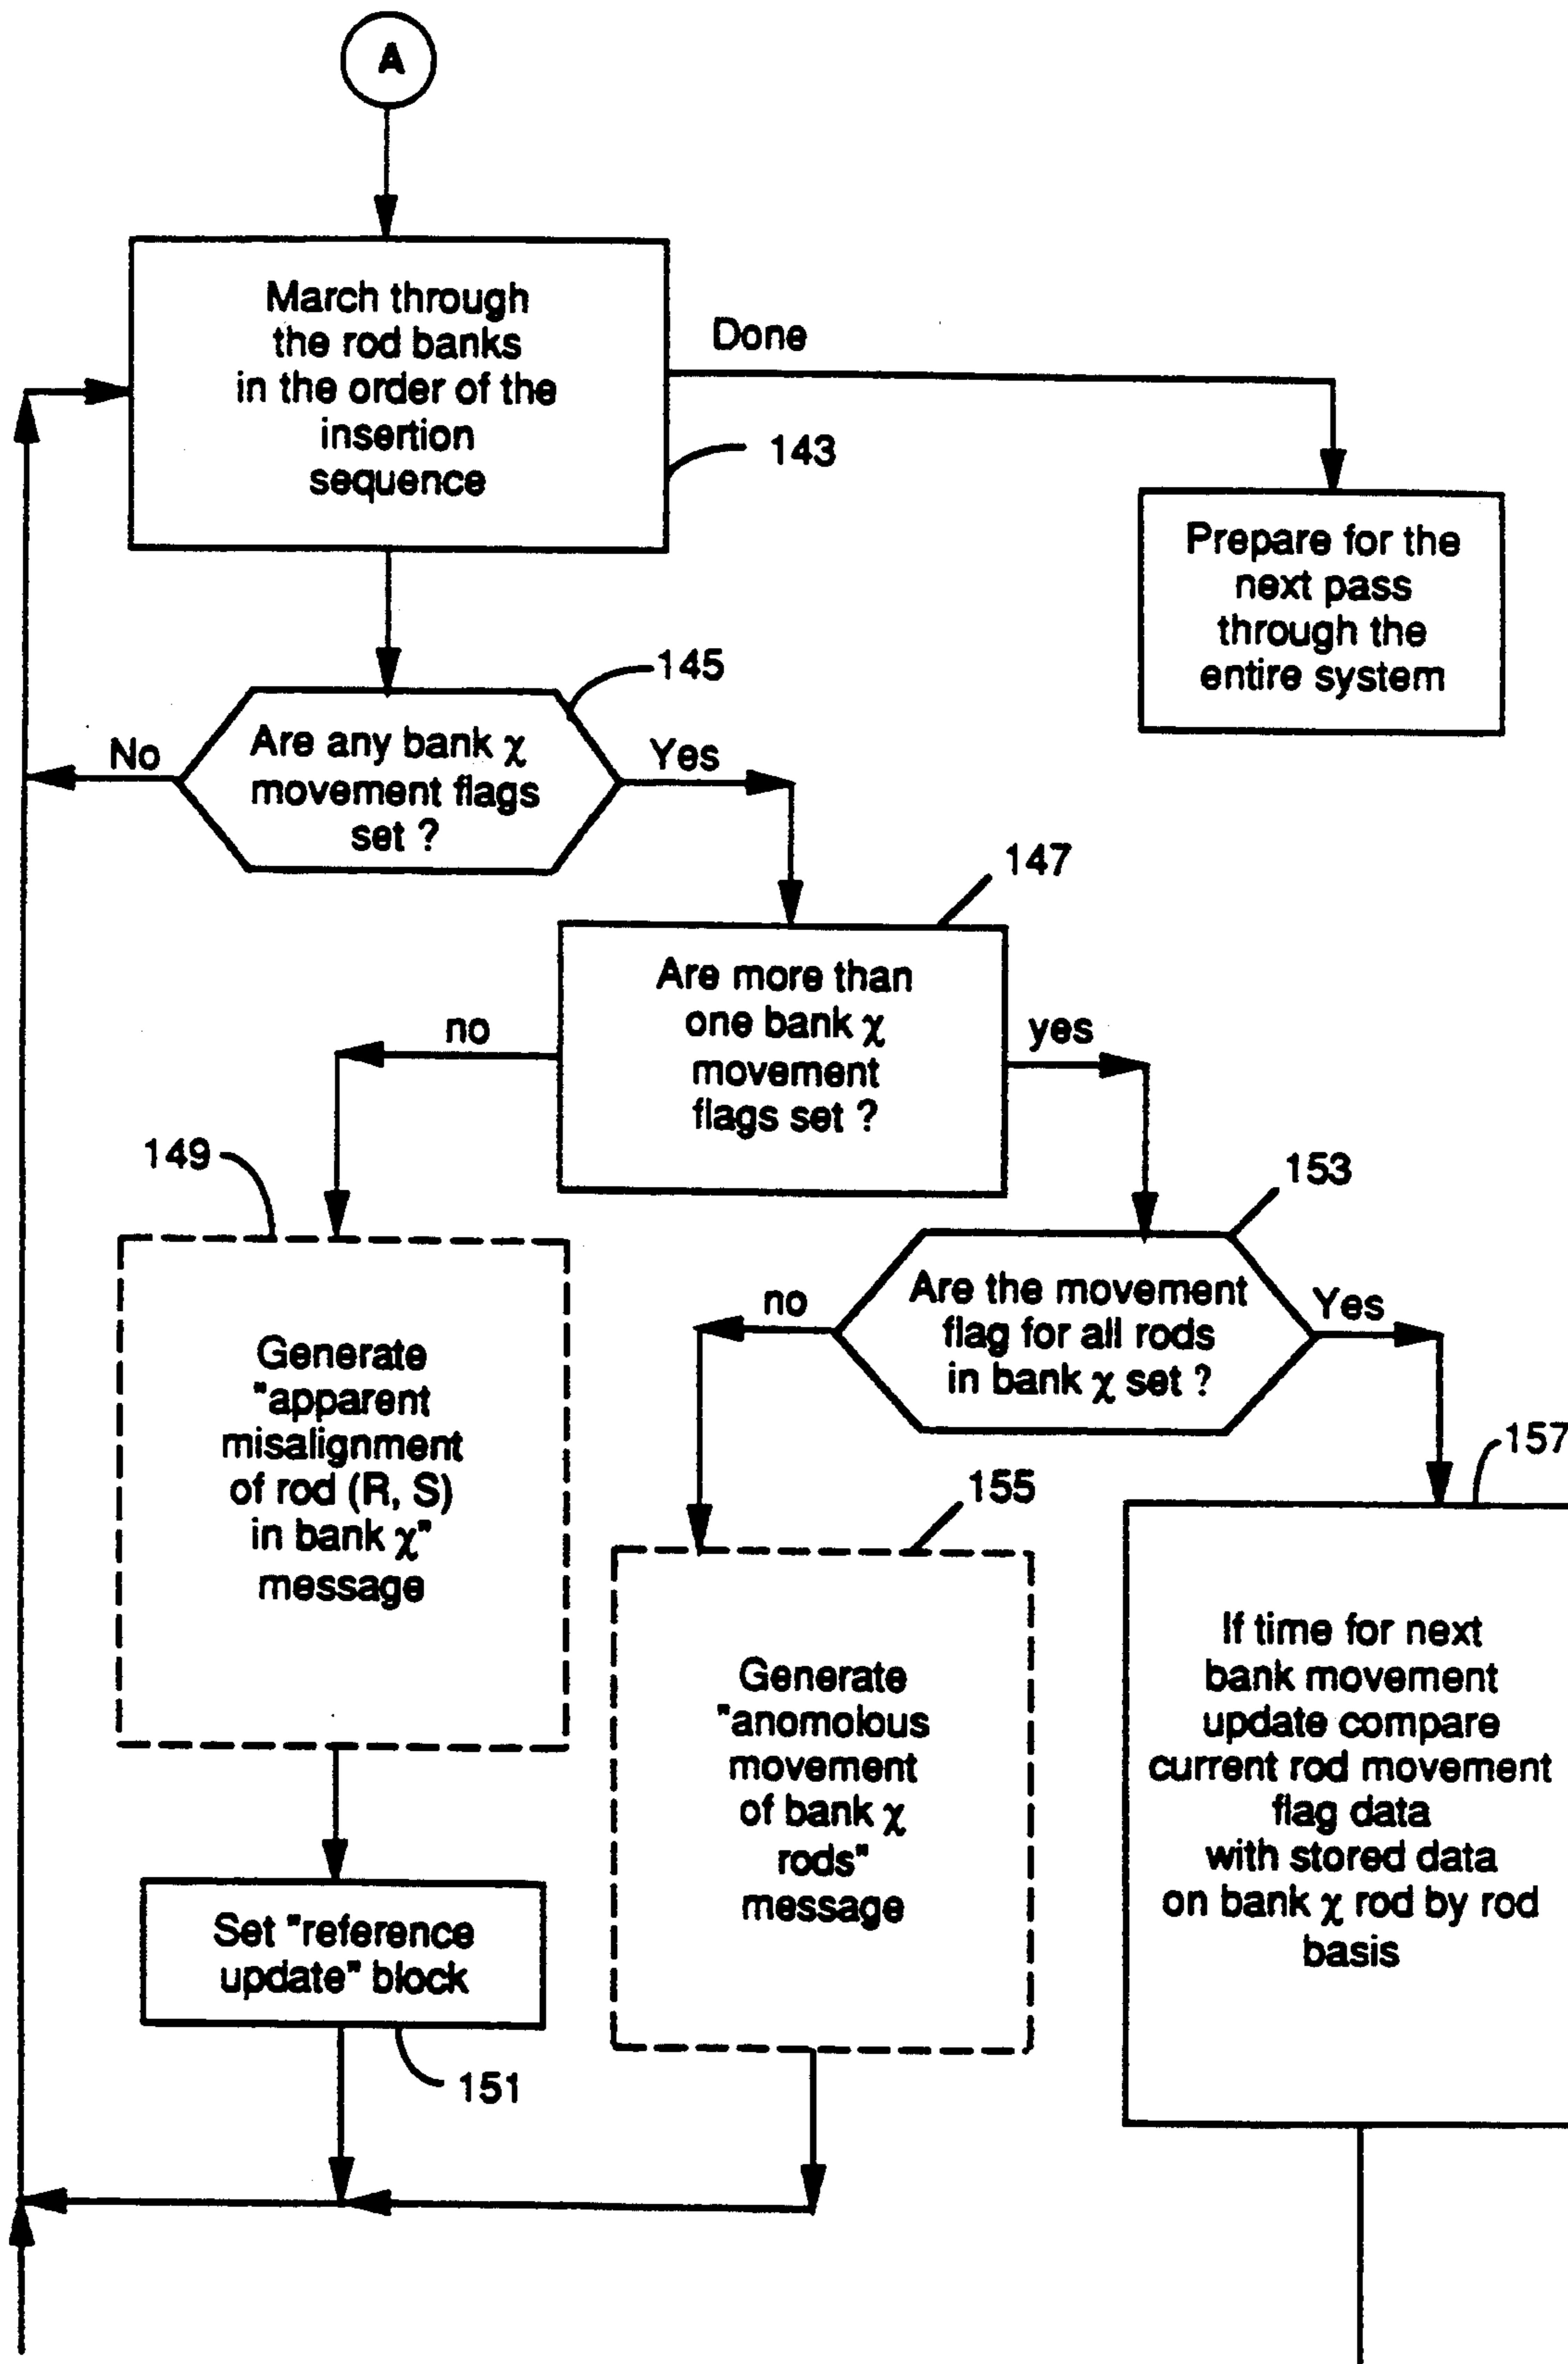 A
March through
the rod banks
in the order of the
insertion
sequence
Done
143
Prepare for the
next pass
through the
entire system
145
No
Are any bank χ
movement flags
set ?
Yes
147
Are more than
one bank χ
movement
flags set ?
no
yes
149
153
Generate
"apparent
misalignment
of rod (R, S)
in bank χ"
message
no
Are the movement
flag for all rods
in bank χ set ?
Yes
155
157
Generate
"anomolous
movement
of bank χ
rods"
message
If time for next
bank movement
update compare
current rod movement
flag data
with stored data
on bank χ rod by rod
basis
Set "reference
update" block
151